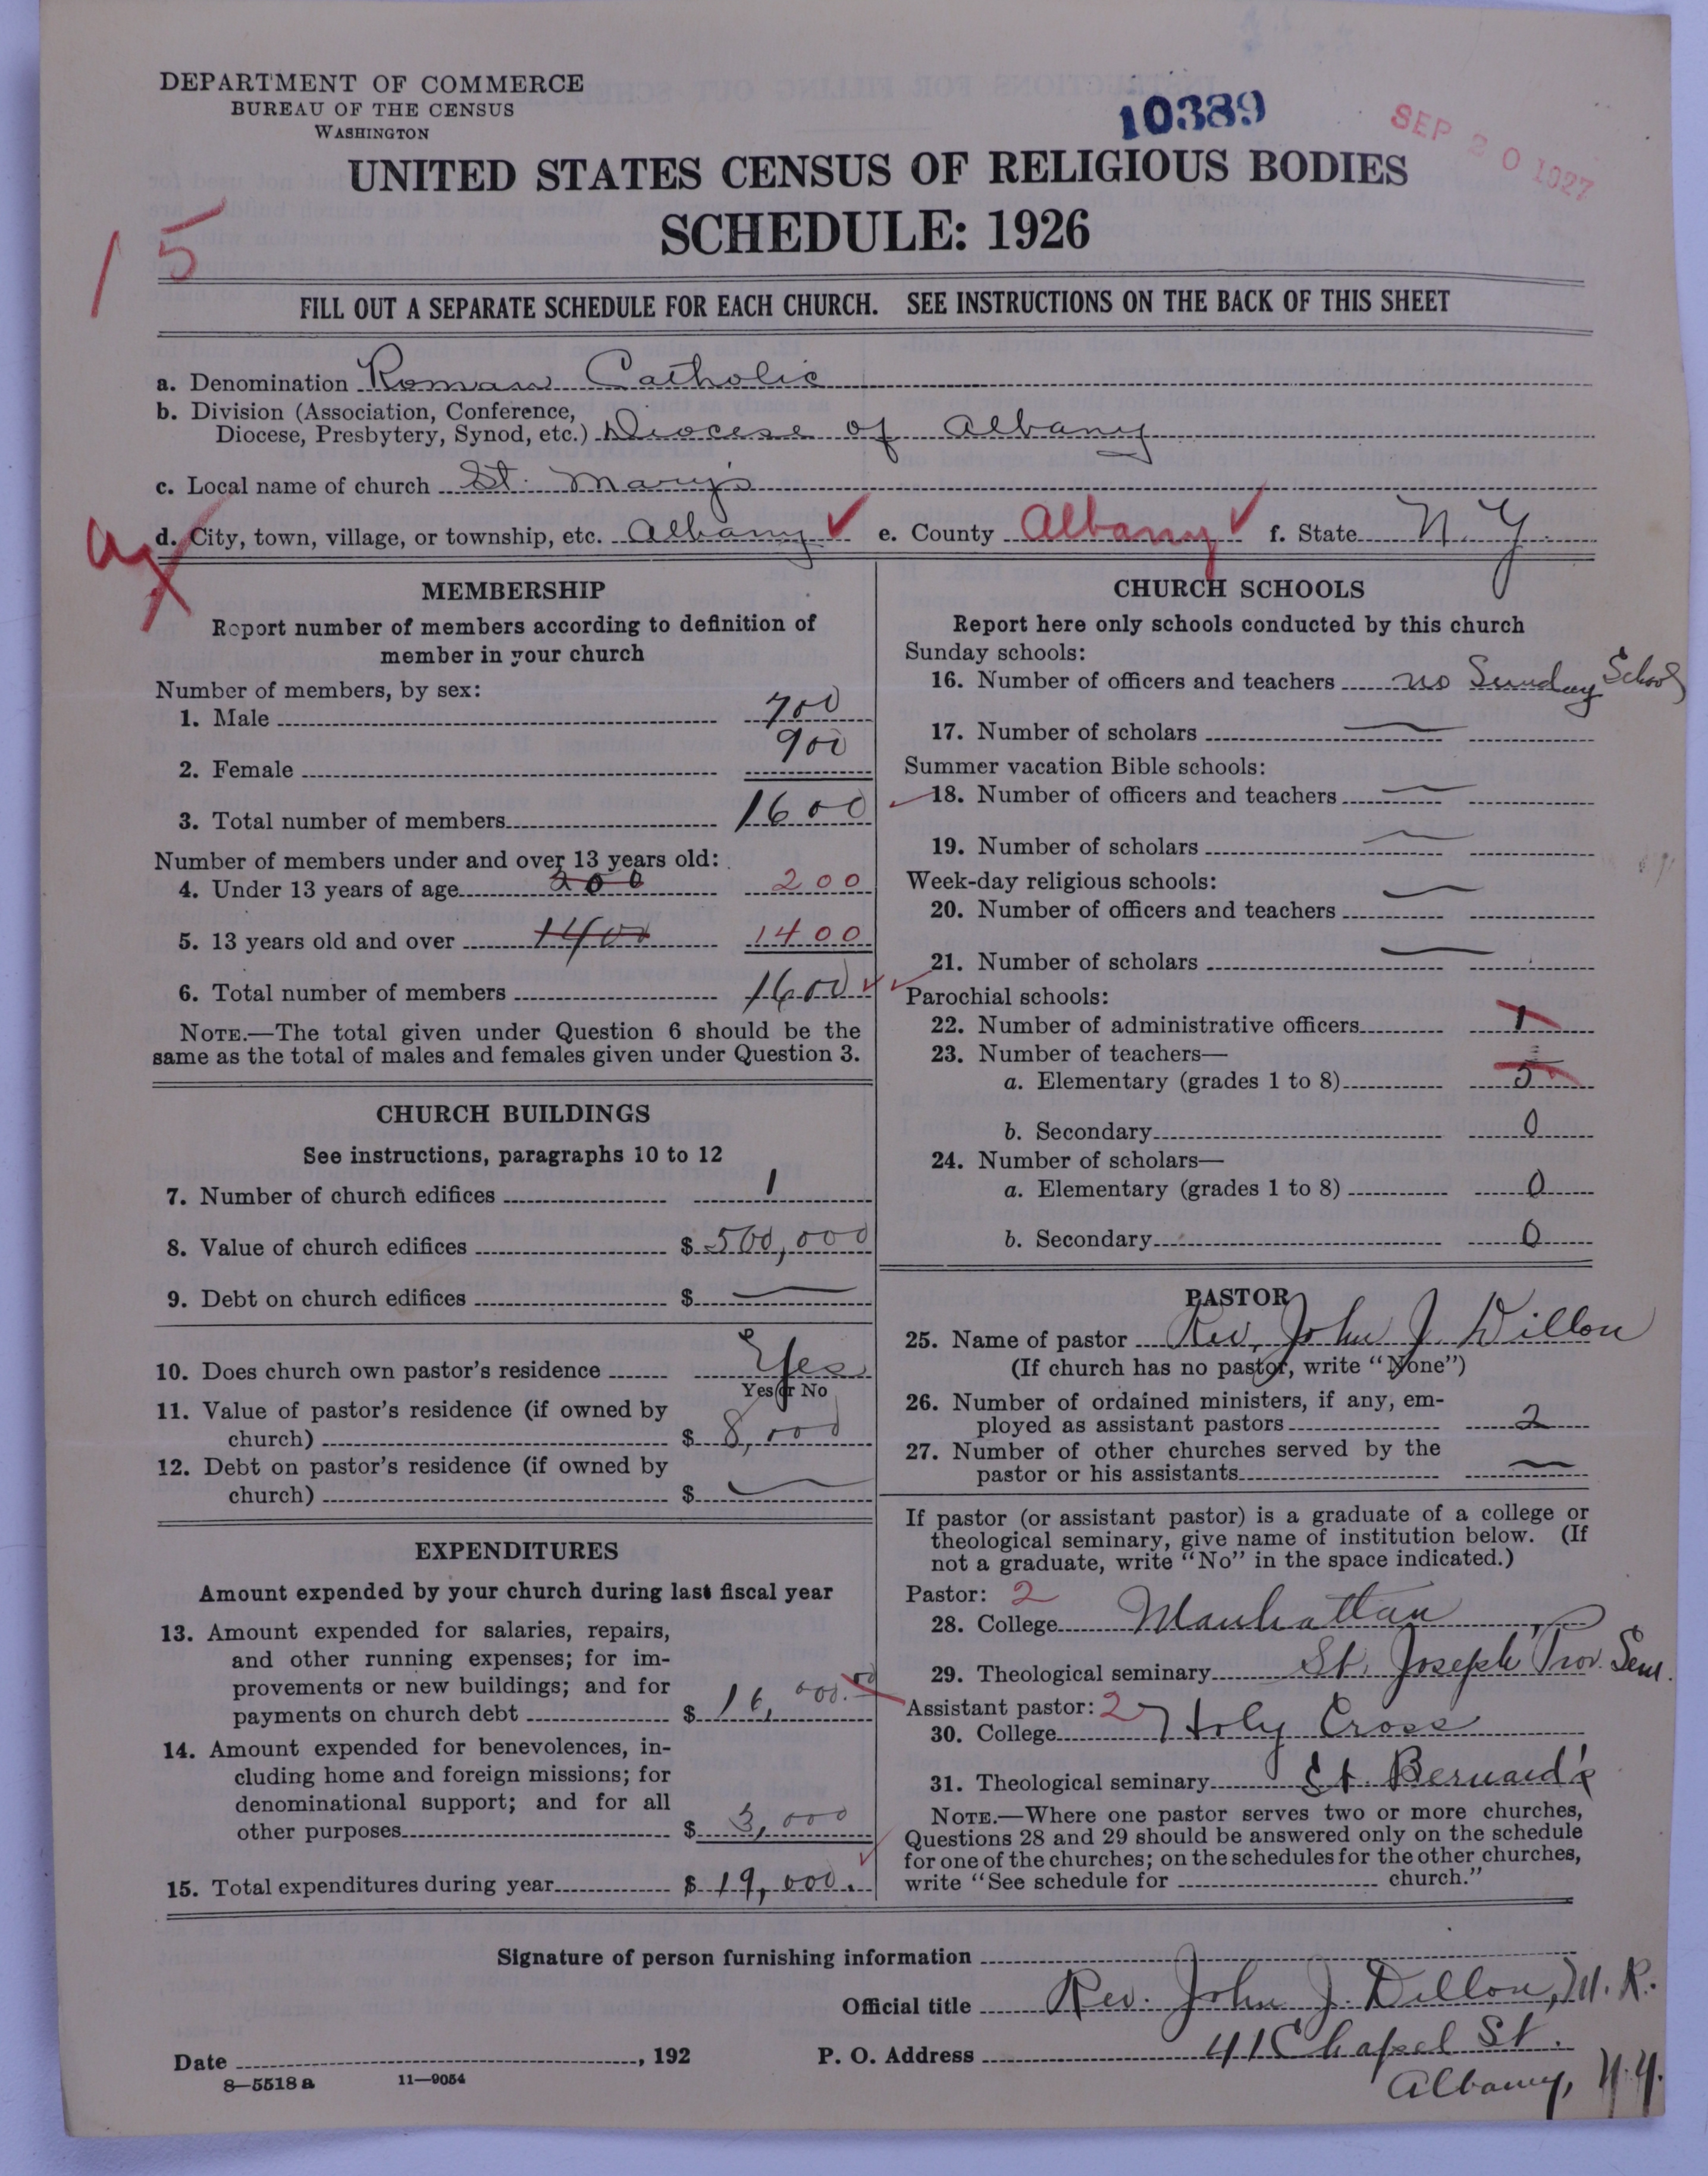 DEPARTMENT OF COMMERCE
BUREAU OF THE CENSUS
WASHINGTON
10389
SEP 20 1927
UNITED STATES CENSUS OF RELIGIOUS BODIES
SCHEDULE: 1926
15
FILL OUT A SEPARATE SCHEDULE FOR EACH CHURCH. SEE INSTRUCTIONS ON THE BACK OF THIS SHEET
a. Denomination Roman Catholic
b. Division (Association, Conference,
Diocese, Presbytery, Synod, etc.) Diocese of Albany
c. Local name of church St. Mary's
d. City, town, village, or township, etc. Albany e. County Albany f. State N.Y.
MEMBERSHIP
Report number of members according to definition of
member in your church
Number of members, by sex:
1. Male 700
2. Female 900
3. Total number of members 1600
Number of members under and over 13 years old:
4. Under 13 years of age 200 200
5. 13 years old and over 1400 1400
6. Total number of members 1600
NOTE.—The total given under Question 6 should be the
same as the total of males and females given under Question 3.
CHURCH BUILDINGS
See instructions, paragraphs 10 to 12
7. Number of church edifices 1
8. Value of church edifices $ 500,000
9. Debt on church edifices $ —
10. Does church own pastor's residence Yes
Yes or No
11. Value of pastor's residence (if owned by
church) $ 8,000
12. Debt on pastor's residence (if owned by
church) $ —
EXPENDITURES
Amount expended by your church during last fiscal year
13. Amount expended for salaries, repairs,
and other running expenses; for im-
provements or new buildings; and for
payments on church debt $ 16,000.00
14. Amount expended for benevolences, in-
cluding home and foreign missions; for
denominational support; and for all
other purposes $ 3,000
15. Total expenditures during year $ 19,000.
CHURCH SCHOOLS
Report here only schools conducted by this church
Sunday schools:
16. Number of officers and teachers no Sunday School
17. Number of scholars —
Summer vacation Bible schools:
18. Number of officers and teachers —
19. Number of scholars —
Week-day religious schools:
20. Number of officers and teachers —
21. Number of scholars —
Parochial schools:
22. Number of administrative officers 1
23. Number of teachers—
a. Elementary (grades 1 to 8) 5
b. Secondary 0
24. Number of scholars—
a. Elementary (grades 1 to 8) 0
b. Secondary 0
PASTOR
25. Name of pastor Rev. John J. Dillon
(If church has no pastor, write "None")
26. Number of ordained ministers, if any, em-
ployed as assistant pastors 2
27. Number of other churches served by the
pastor or his assistants —
If pastor (or assistant pastor) is a graduate of a college or
theological seminary, give name of institution below. (If
not a graduate, write "No" in the space indicated.)
Pastor: 2
28. College Manhattan
29. Theological seminary St. Joseph Prov. Sem.
Assistant pastor: 2
30. College Holy Cross
31. Theological seminary St. Bernard's
NOTE.—Where one pastor serves two or more churches,
Questions 28 and 29 should be answered only on the schedule
for one of the churches; on the schedules for the other churches,
write "See schedule for church."
Signature of person furnishing information
Official title Rev. John J. Dillon, M.R.
Date , 192 P. O. Address 41 Chapel St.
8—5518a 11—9054
Albany, N.Y.